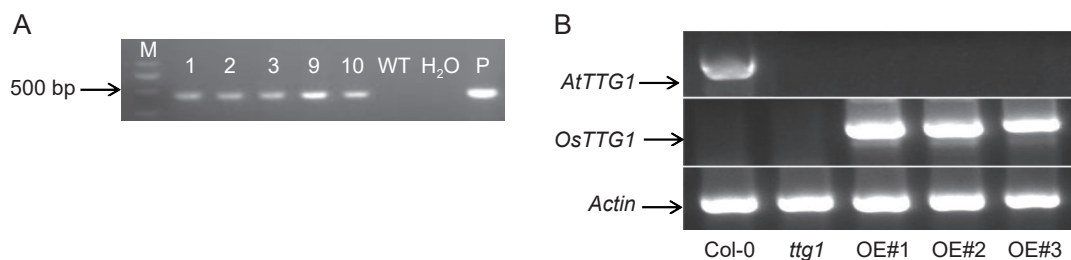 A
M 1 2 3 9 10 WT H₂O P
500 bp
B
AtTTG1
OsTTG1
Actin
Col-0 ttg1 OE#1 OE#2 OE#3